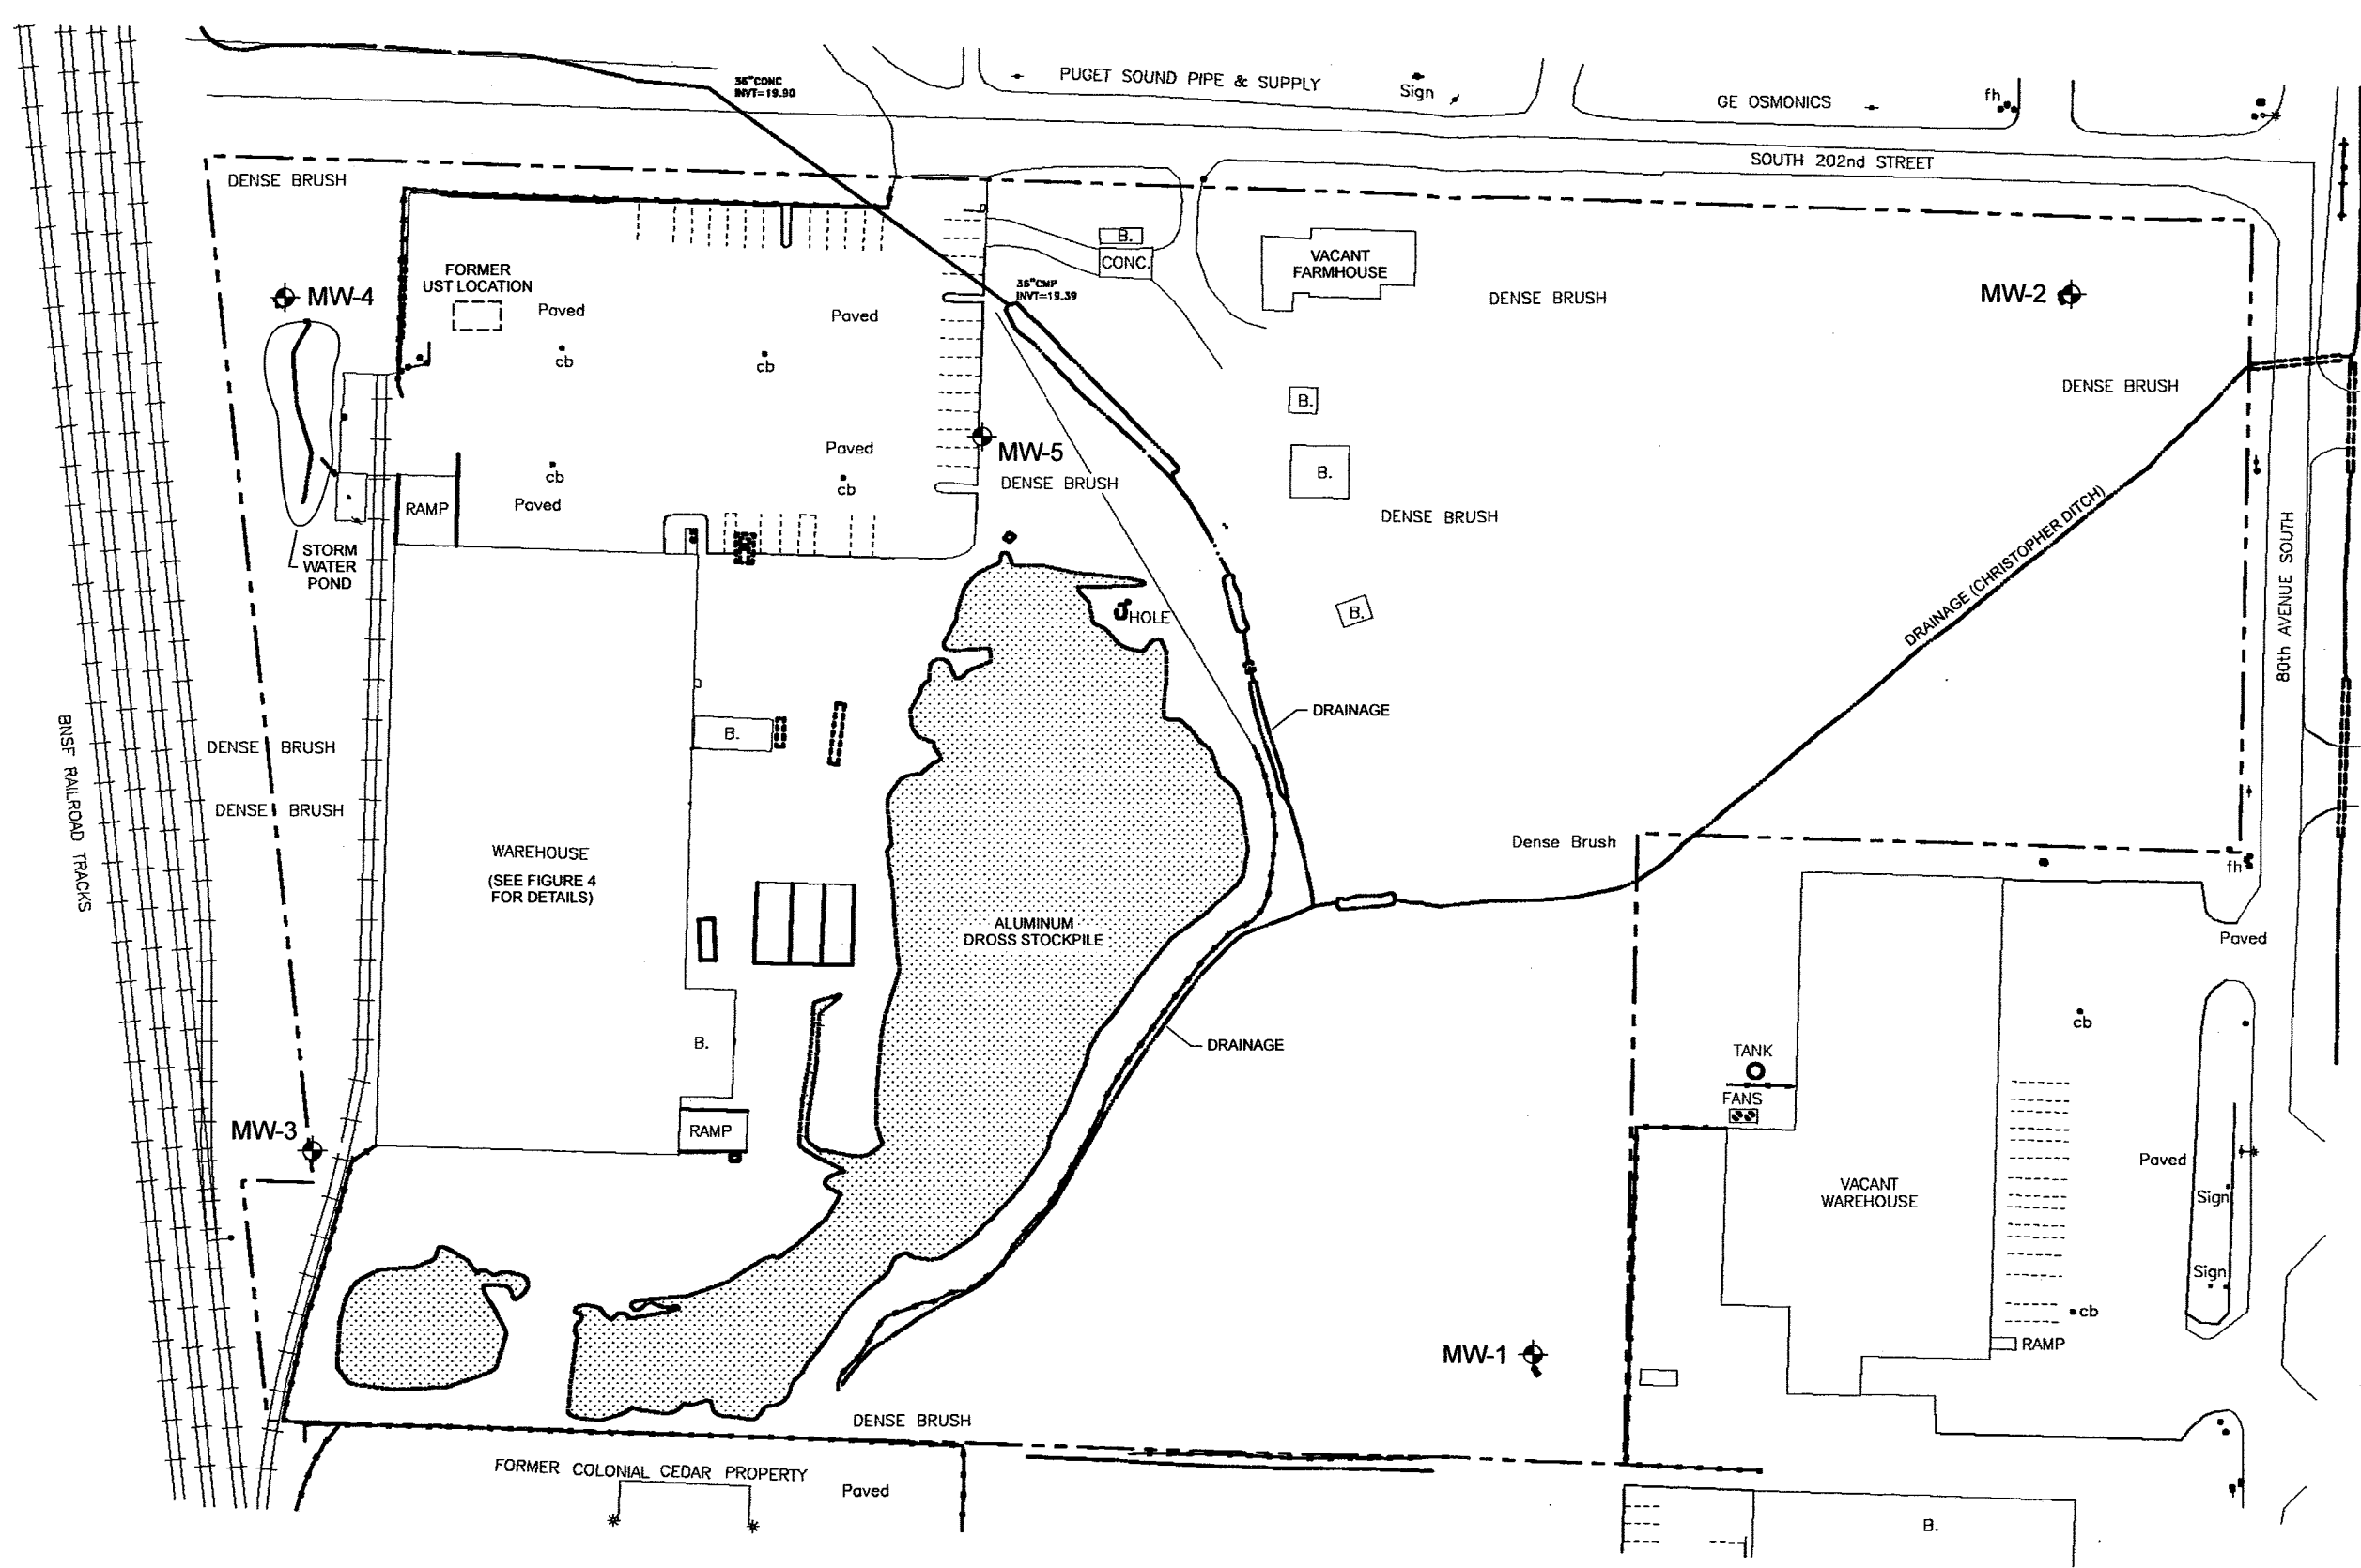 36"CONC
INVT=19.90
PUGET SOUND PIPE & SUPPLY
Sign
GE OSMONICS
fh
SOUTH 202nd STREET
DENSE BRUSH
B.
CONC.
VACANT
FARMHOUSE
FORMER
UST LOCATION
MW-4
Paved
Paved
36"CMP
INVT=19.39
DENSE BRUSH
MW-2
cb
cb
DENSE BRUSH
B.
Paved
MW-5
DENSE BRUSH
cb
cb
B.
RAMP
Paved
DENSE BRUSH
DRAINAGE (CHRISTOPHER DITCH)
80th AVENUE SOUTH
STORM
WATER
POND
HOLE
B.
DRAINAGE
BNSF RAILROAD TRACKS
DENSE BRUSH
B.
DENSE BRUSH
WAREHOUSE
(SEE FIGURE 4
FOR DETAILS)
Dense Brush
fh
ALUMINUM
DROSS STOCKPILE
Paved
cb
B.
DRAINAGE
TANK
FANS
MW-3
RAMP
Paved
VACANT
WAREHOUSE
Sign
Sign
cb
RAMP
MW-1
DENSE BRUSH
FORMER COLONIAL CEDAR PROPERTY
Paved
B.